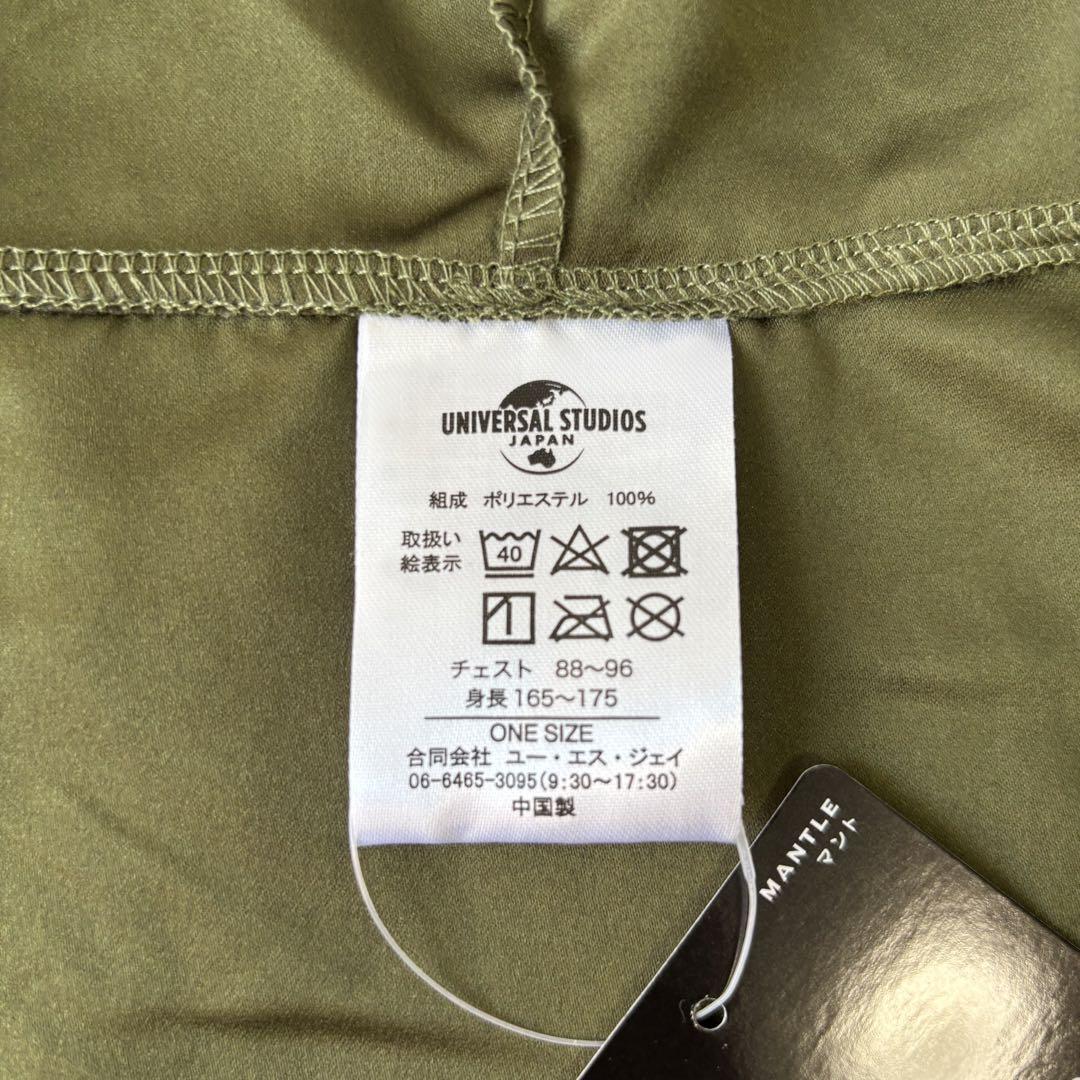 UNIVERSAL STUDIOS
JAPAN
組成 ポリエステル 100%
取扱い
絵表示
40
チェスト 88～96
身長 165～175
ONE SIZE
合同会社 ユー・エス・ジェイ
06-6465-3095(9:30～17:30)
中国製
MANTLE
マント